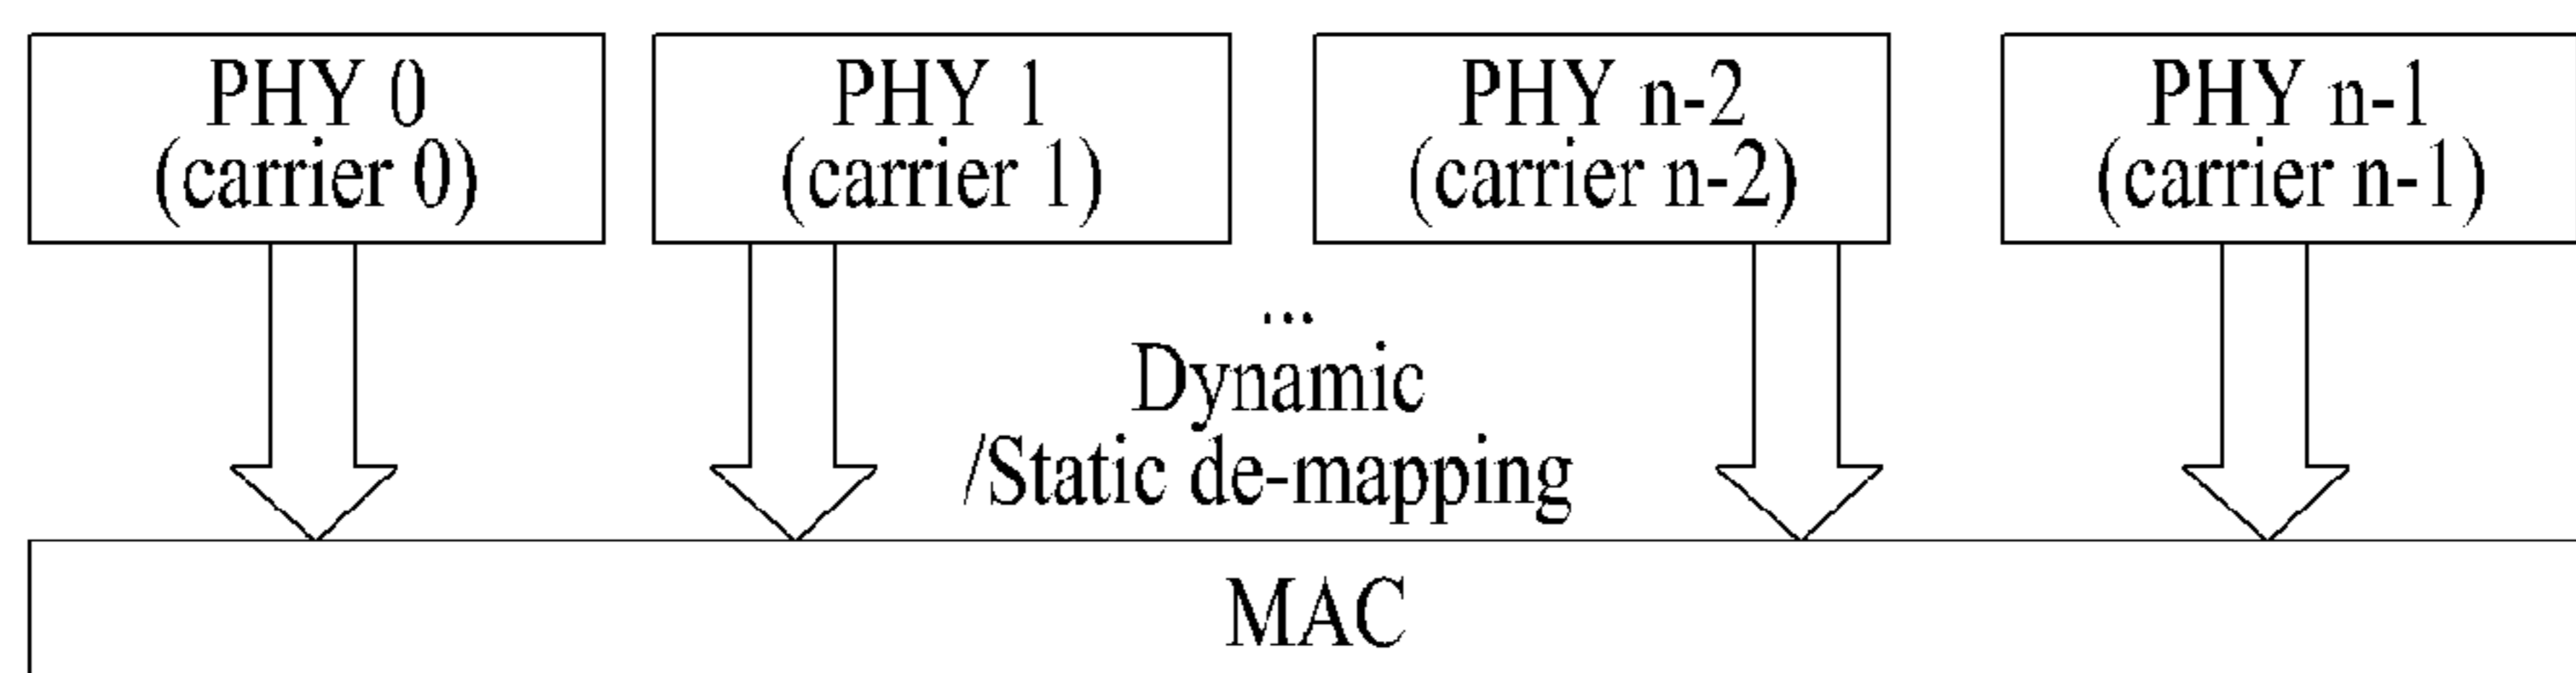 PHY 0
(carrier 0)
PHY 1
(carrier 1)
PHY n-2
(carrier n-2)
PHY n-1
(carrier n-1)
...
Dynamic
/Static de-mapping
MAC